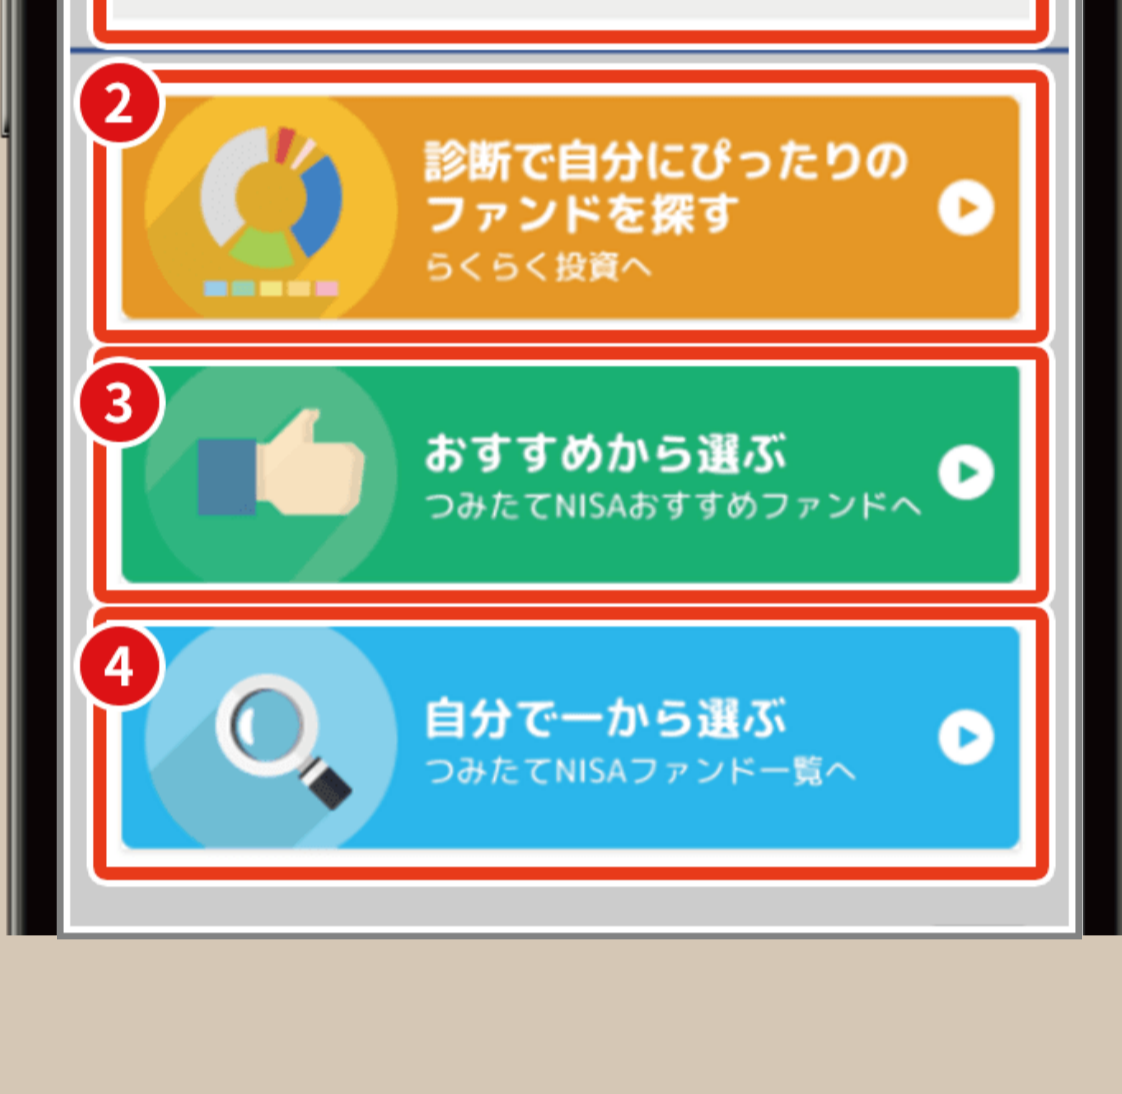 2
診断で自分にぴったりの
ファンドを探す
らくらく投資へ
3
おすすめから選ぶ
つみたてNISAおすすめファンドへ
4
自分で一から選ぶ
つみたてNISAファンド一覧へ